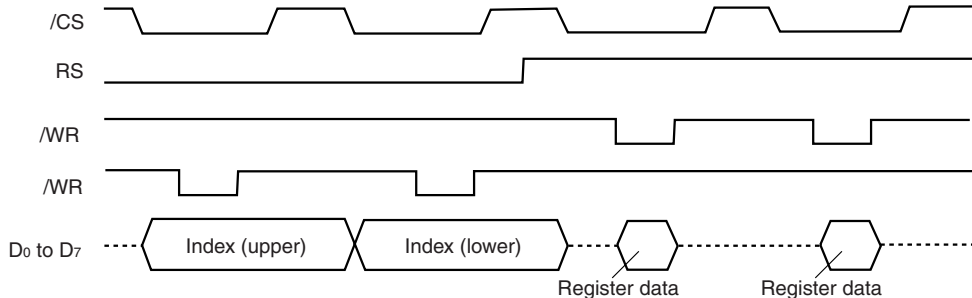 /CS
RS
/WR
/WR
D0 to D7
Index (upper)
Index (lower)
Register data
Register data